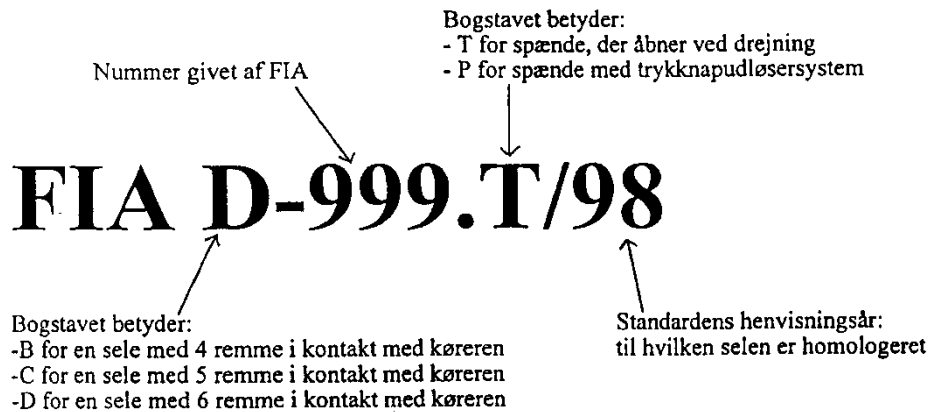 Bogstavet betyder:
- T for spænde, der åbner ved drejning
- P for spænde med trykknapudløsersystem
Nummer givet af FIA
FIA D-999.T/98
Bogstavet betyder:
-B for en sele med 4 remme i kontakt med køreren
-C for en sele med 5 remme i kontakt med køreren
-D for en sele med 6 remme i kontakt med køreren
Standardens henvisningsår:
til hvilken selen er homologeret